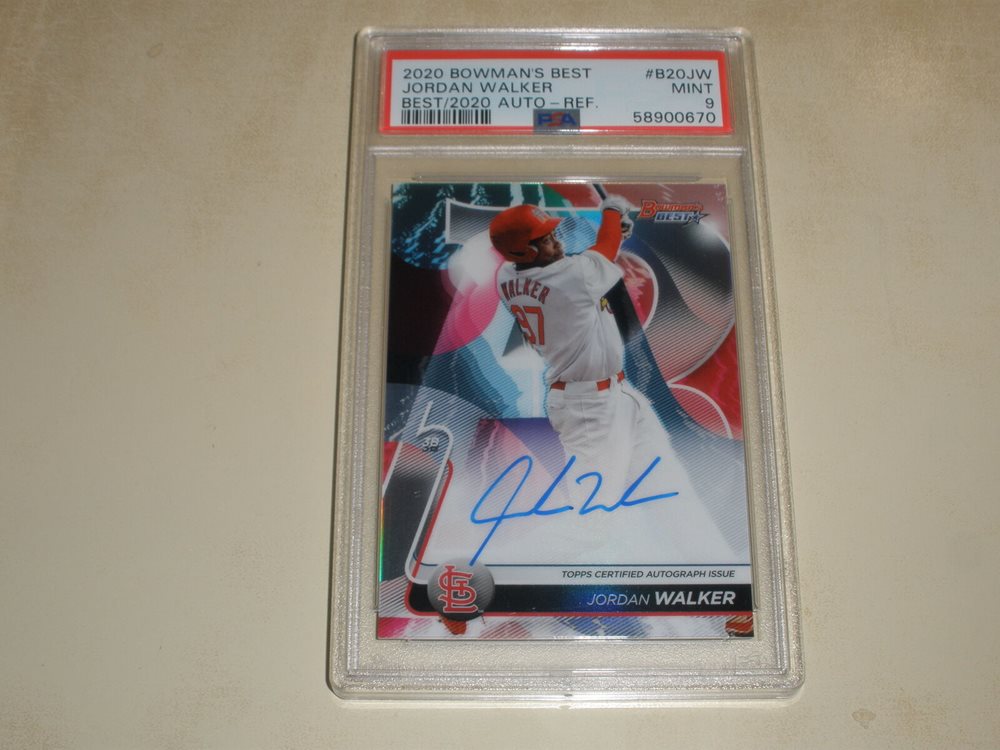 2020 BOWMAN'S BEST #B20JW
JORDAN WALKER MINT
BEST/2020 AUTO – REF. 9
PSA 58900670
Bowman's
BEST
WALKER
97
3B
TOPPS CERTIFIED AUTOGRAPH ISSUE
JORDAN WALKER
STL